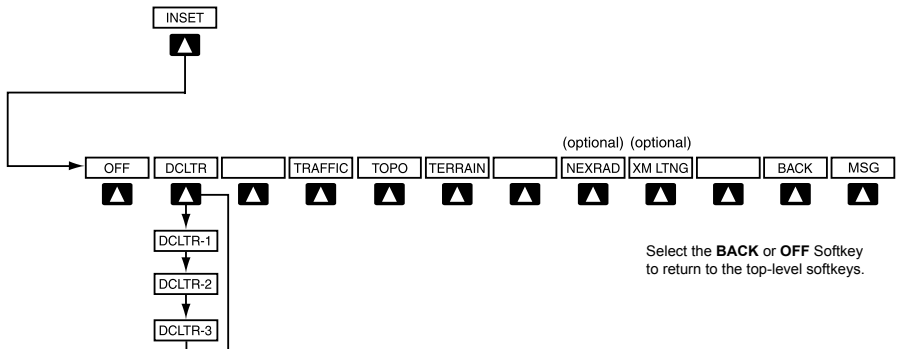 INSET
(optional) (optional)
OFF DCLTR TRAFFIC TOPO TERRAIN NEXRAD XM LTNG BACK MSG
DCLTR-1
Select the BACK or OFF Softkey
to return to the top-level softkeys.
DCLTR-2
DCLTR-3